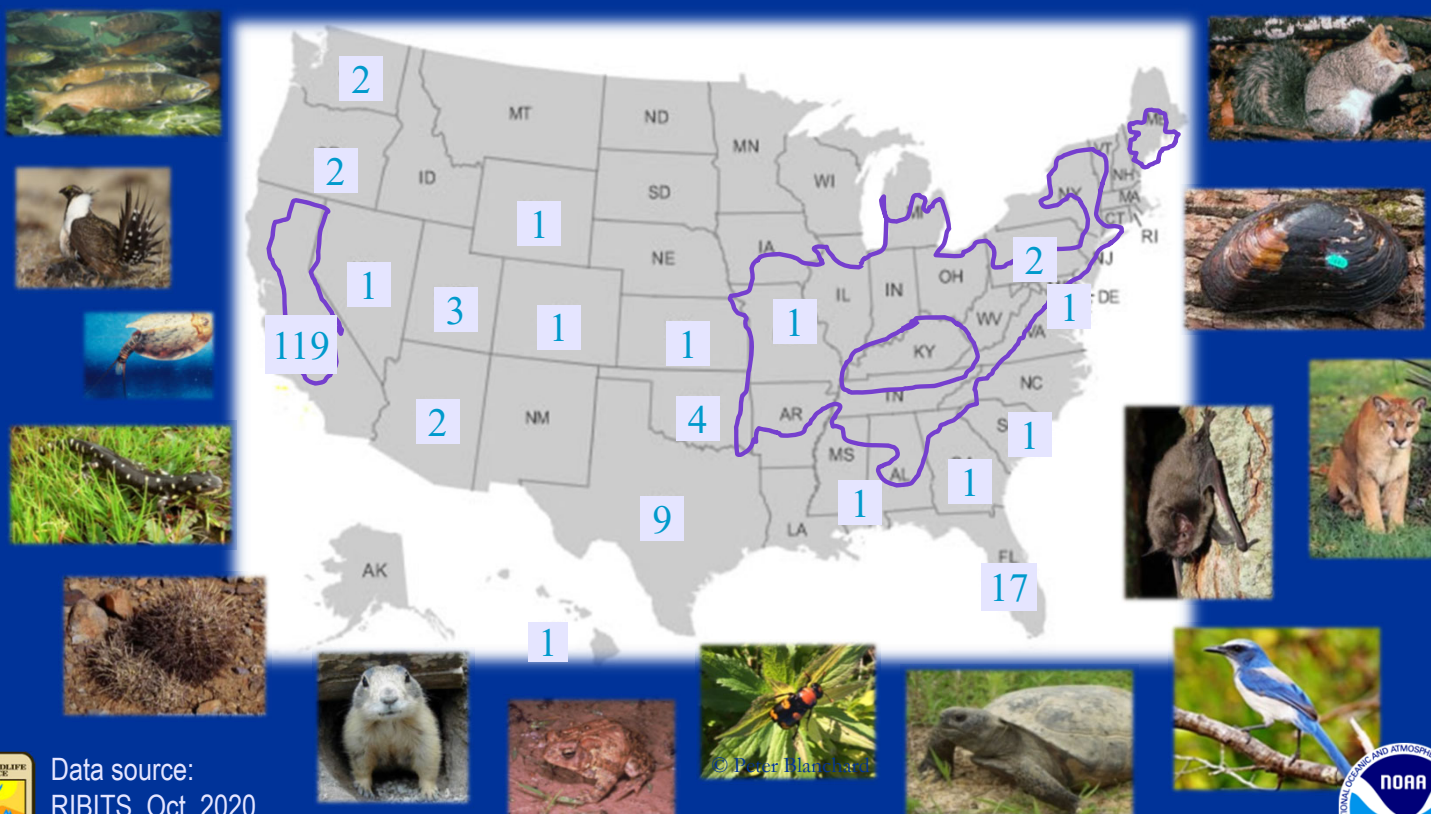 2
MT
ND
MN
2
ID
SD
WI
VT
NH
MA
NY
CT
RI
MI
1
NE
IA
IL
IN
OH
2
NJ
1
3
1
1
1
WV
VA
1
DE
119
KY
2
NM
4
AR
TN
NC
1
MS
AL
1
1
9
LA
FL
17
AK
1
© Peter Blanchard
Data source:
RIBITS, Oct. 2020
NOAA